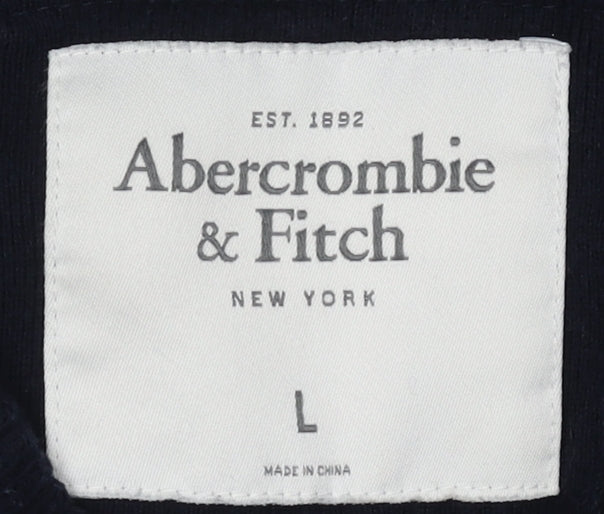 EST. 1892
Abercrombie
& Fitch
NEW YORK
L
MADE IN CHINA